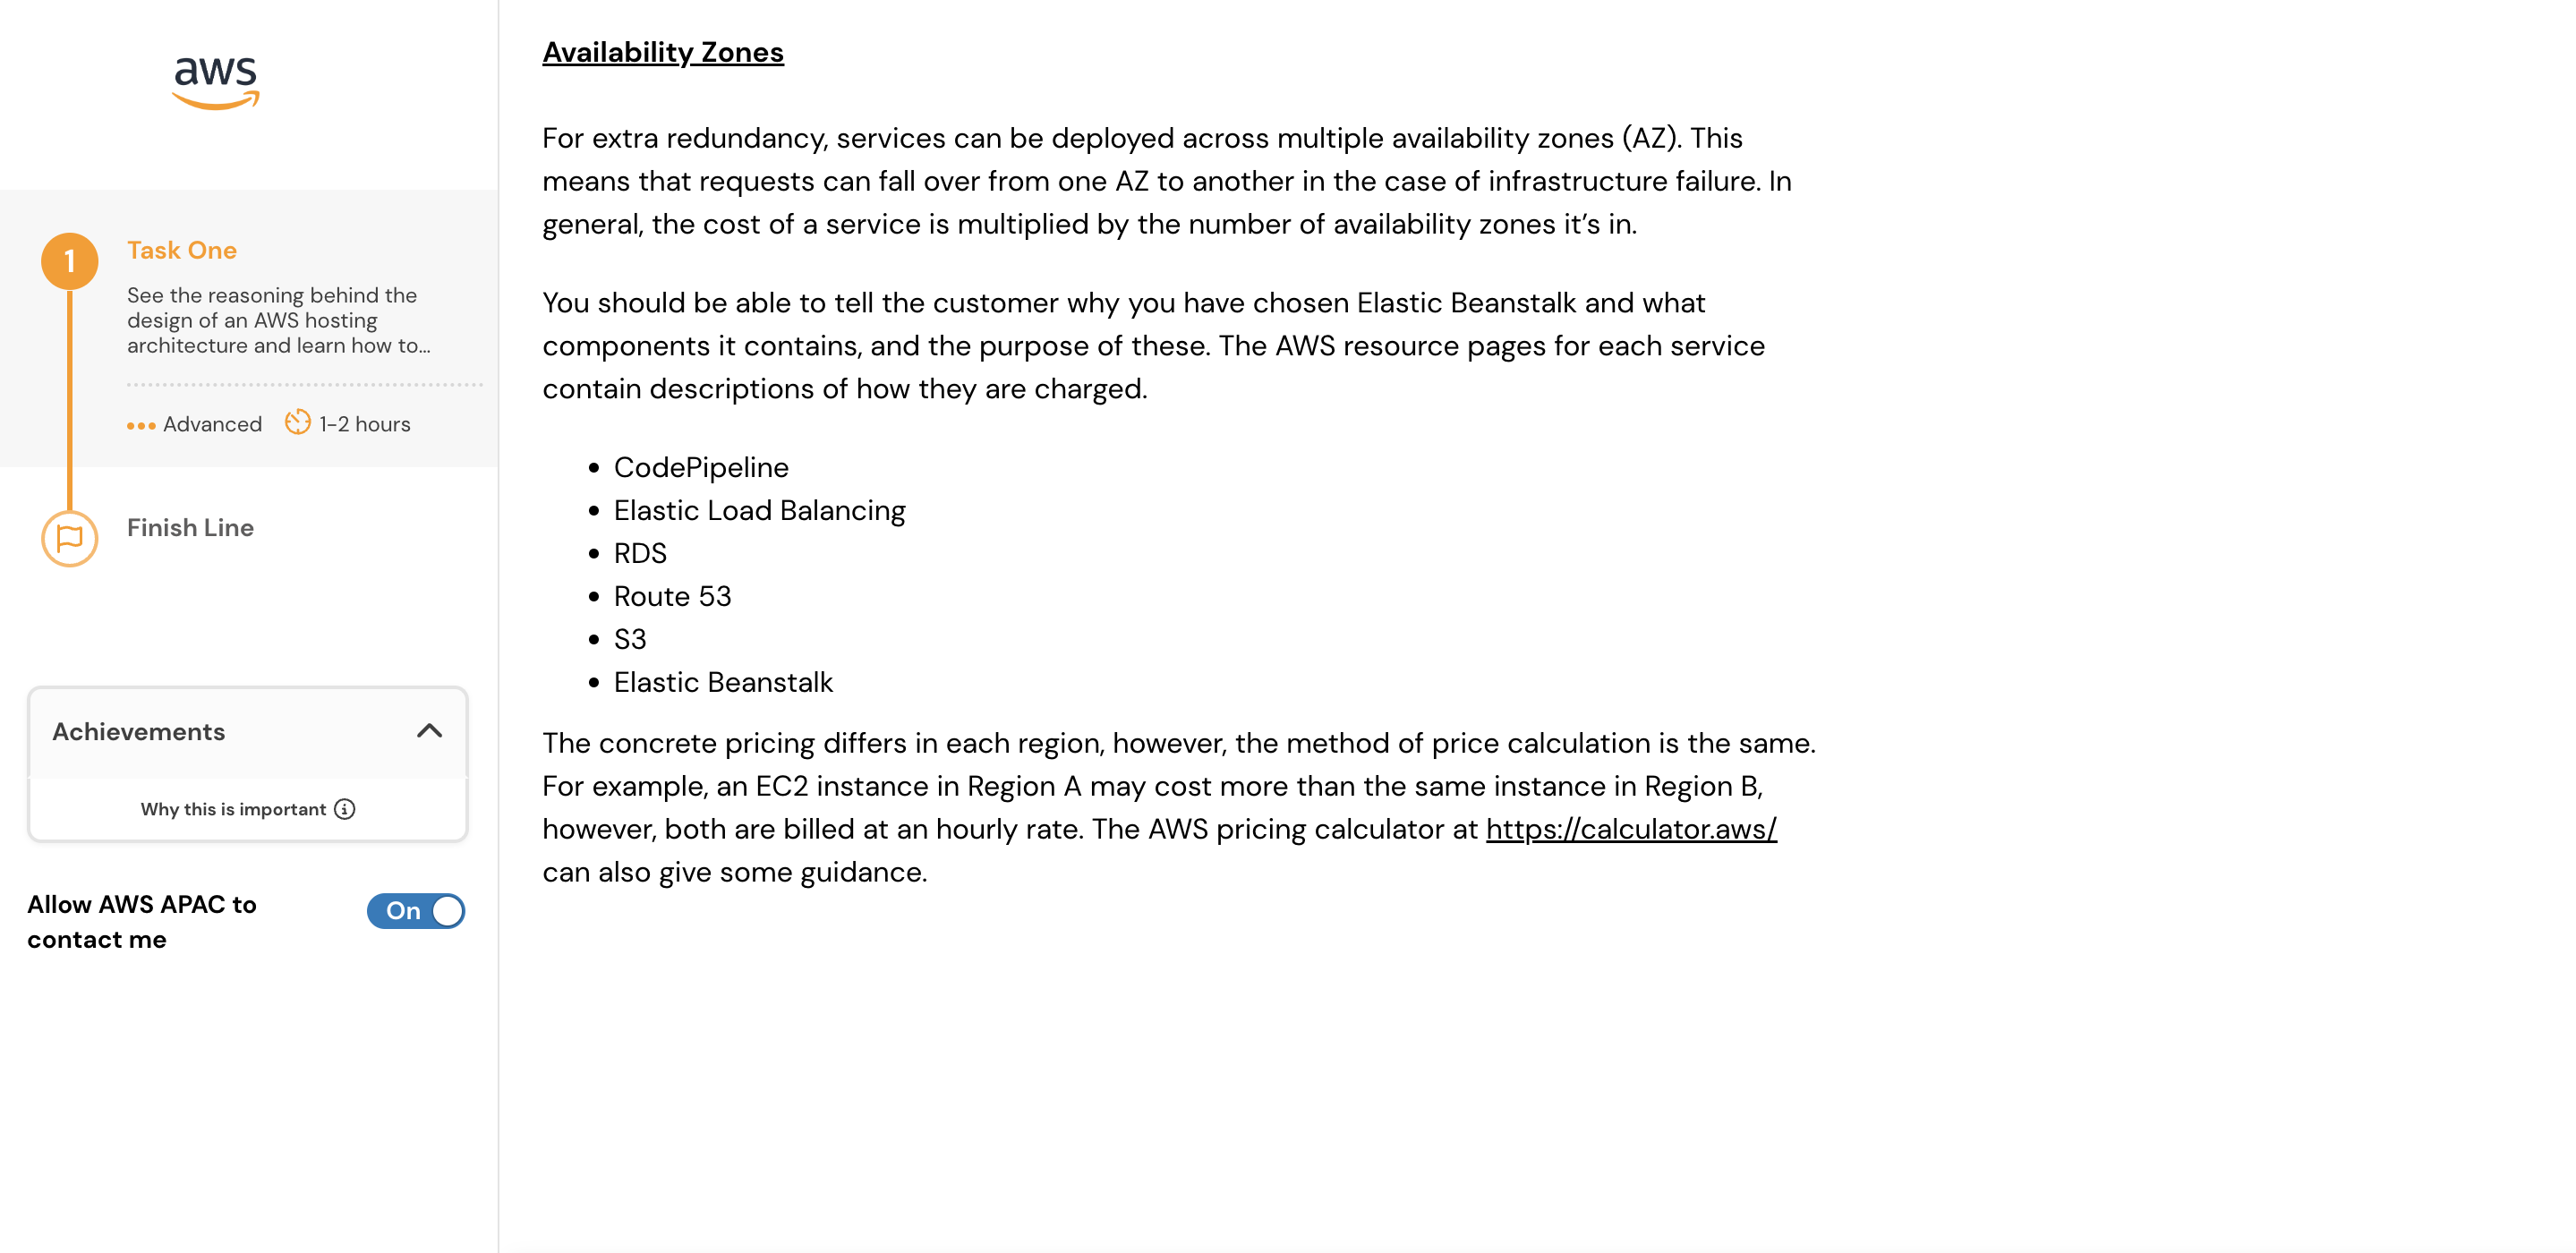 aws
1
Task One
See the reasoning behind the
design of an AWS hosting
architecture and learn how to...
Advanced 1-2 hours
Finish Line
Achievements
Why this is important
Allow AWS APAC to
contact me
On
Availability Zones
For extra redundancy, services can be deployed across multiple availability zones (AZ). This
means that requests can fall over from one AZ to another in the case of infrastructure failure. In
general, the cost of a service is multiplied by the number of availability zones it’s in.
You should be able to tell the customer why you have chosen Elastic Beanstalk and what
components it contains, and the purpose of these. The AWS resource pages for each service
contain descriptions of how they are charged.
• CodePipeline
• Elastic Load Balancing
• RDS
• Route 53
• S3
• Elastic Beanstalk
The concrete pricing differs in each region, however, the method of price calculation is the same.
For example, an EC2 instance in Region A may cost more than the same instance in Region B,
however, both are billed at an hourly rate. The AWS pricing calculator at https://calculator.aws/
can also give some guidance.